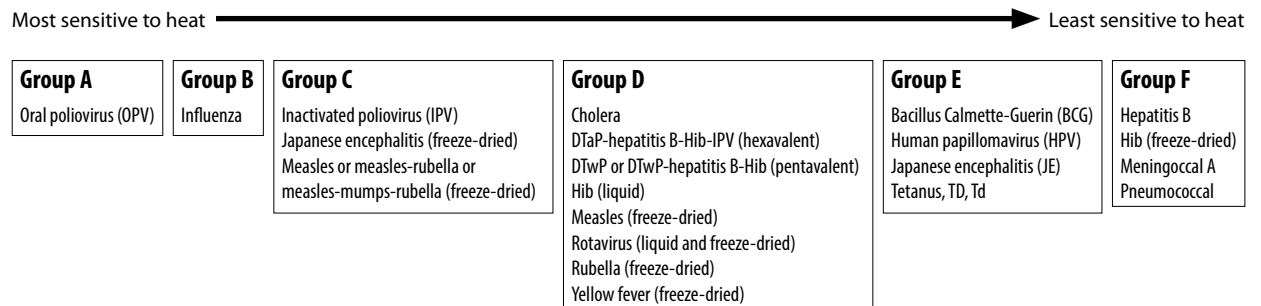 Most sensitive to heat
Least sensitive to heat
Group A
Oral poliovirus (OPV)
Group B
Influenza
Group C
Inactivated poliovirus (IPV)
Japanese encephalitis (freeze-dried)
Measles or measles-rubella or
measles-mumps-rubella (freeze-dried)
Group D
Cholera
DTaP-hepatitis B-Hib-IPV (hexavalent)
DTwP or DTwP-hepatitis B-Hib (pentavalent)
Hib (liquid)
Measles (freeze-dried)
Rotavirus (liquid and freeze-dried)
Rubella (freeze-dried)
Yellow fever (freeze-dried)
Group E
Bacillus Calmette-Guerin (BCG)
Human papillomavirus (HPV)
Japanese encephalitis (JE)
Tetanus, TD, Td
Group F
Hepatitis B
Hib (freeze-dried)
Meningoccal A
Pneumococcal